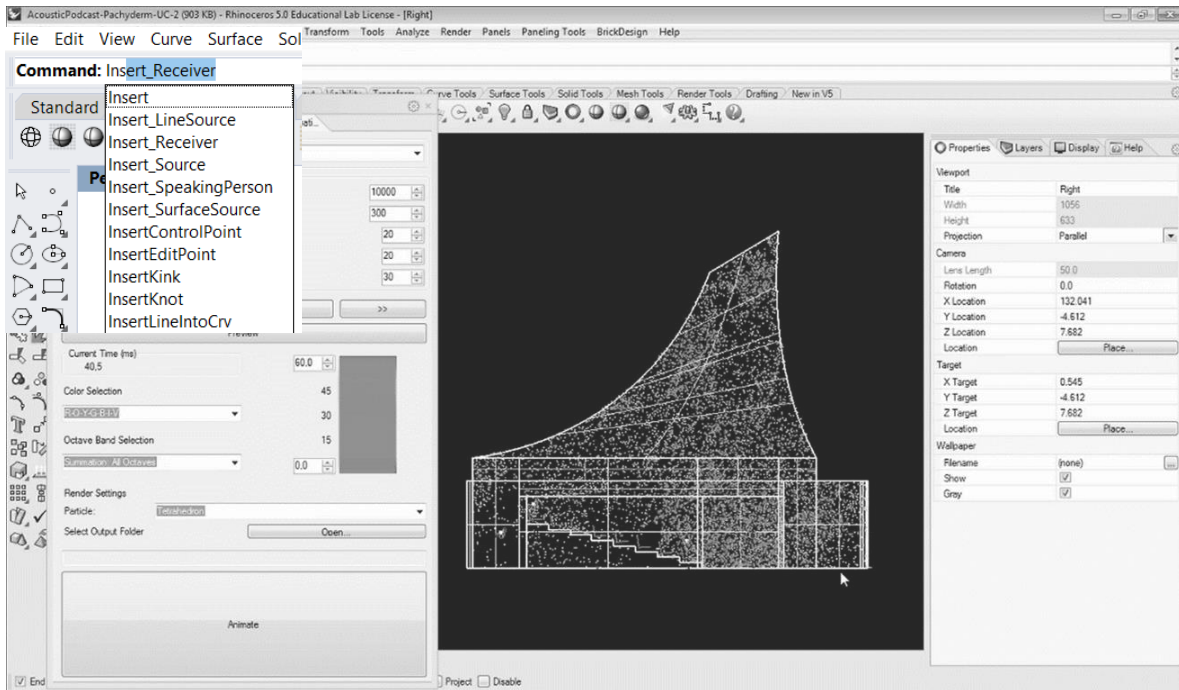 AcousticPodcast-Pachyderm-UC-2 (903 KB) - Rhinoceros 5.0 Educational Lab License - [Right]
File Edit View Curve Surface Sol Transform Tools Analyze Render Panels Paneling Tools BrickDesign Help
Command: Insert_Receiver
Insert
Insert_LineSource
Insert_Receiver
Insert_Source
Insert_SpeakingPerson
Insert_SurfaceSource
InsertControlPoint
InsertEditPoint
InsertKink
InsertKnot
InsertLineIntoCrv
Standard
Pe
Visibility Transform Curve Tools Surface Tools Solid Tools Mesh Tools Render Tools Drafting New in V5
10000
300
20
20
30
>>
Preview
Current Time (ms)
40,5
60.0
Color Selection
45
R-O-Y-G-B-I-V
30
Octave Band Selection
15
Summation: All Octaves
0.0
Render Settings
Particle: Tetrahedron
Select Output Folder Open...
Animate
End
Project Disable
Properties Layers Display Help
Viewport
Title Right
Width 1056
Height 633
Projection Parallel
Camera
Lens Length 50.0
Rotation 0.0
X Location 132.041
Y Location -4.612
Z Location 7.682
Location Place...
Target
X Target 0.545
Y Target -4.612
Z Target 7.682
Location Place...
Wallpaper
Filename (none)
Show
Gray